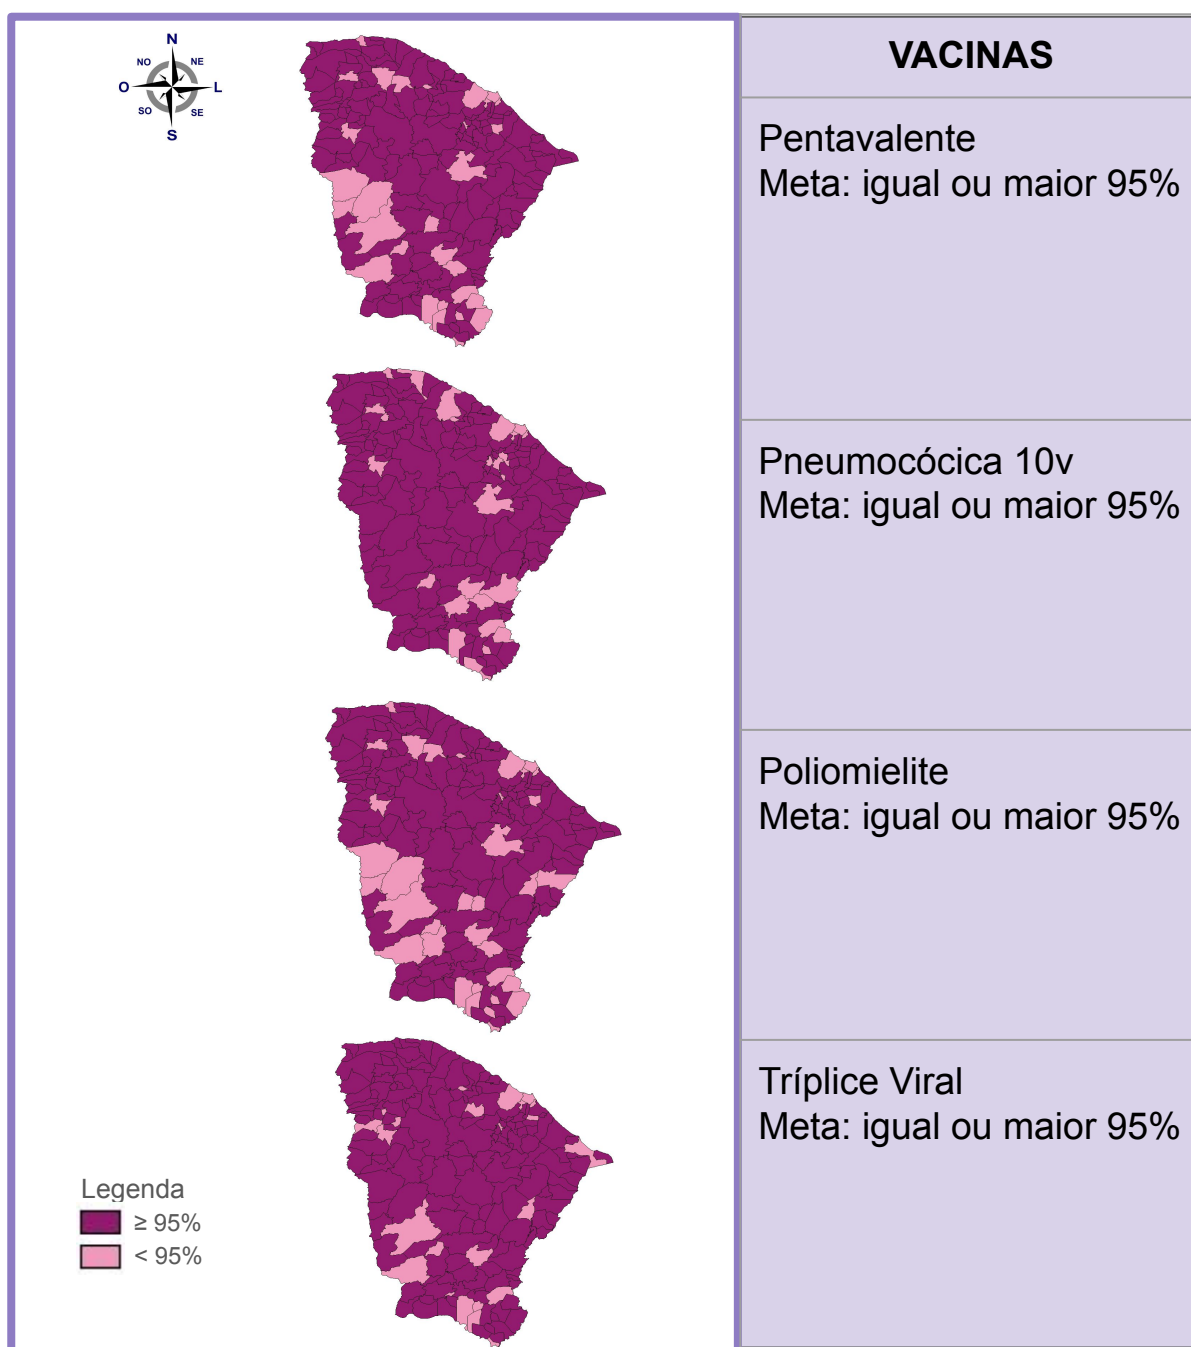 N
NO
NE
O
L
SO
SE
S
VACINAS
Pentavalente
Meta: igual ou maior 95%
Pneumocócica 10v
Meta: igual ou maior 95%
Poliomielite
Meta: igual ou maior 95%
Tríplice Viral
Meta: igual ou maior 95%
Legenda
≥ 95%
< 95%